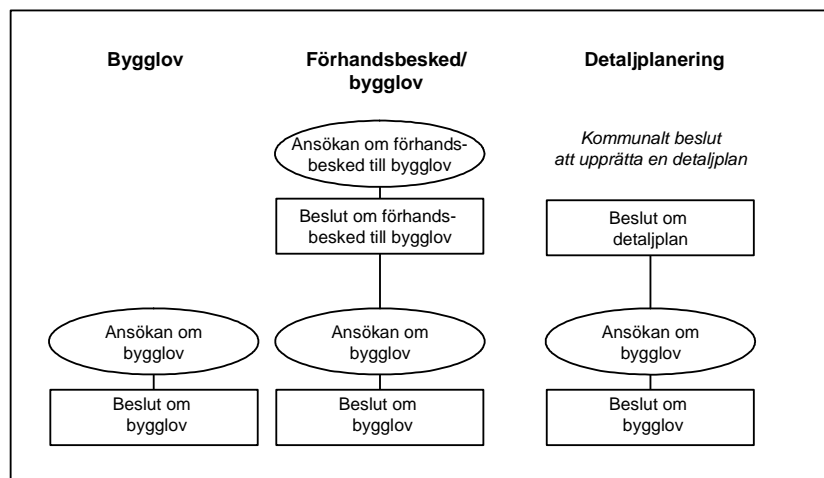 Bygglov
Förhandsbesked/
bygglov
Detaljplanering
Ansökan om förhands-
besked till bygglov
Kommunalt beslut
att upprätta en detaljplan
Beslut om förhands-
besked till bygglov
Beslut om
detaljplan
Ansökan om
bygglov
Ansökan om
bygglov
Ansökan om
bygglov
Beslut om
bygglov
Beslut om
bygglov
Beslut om
bygglov